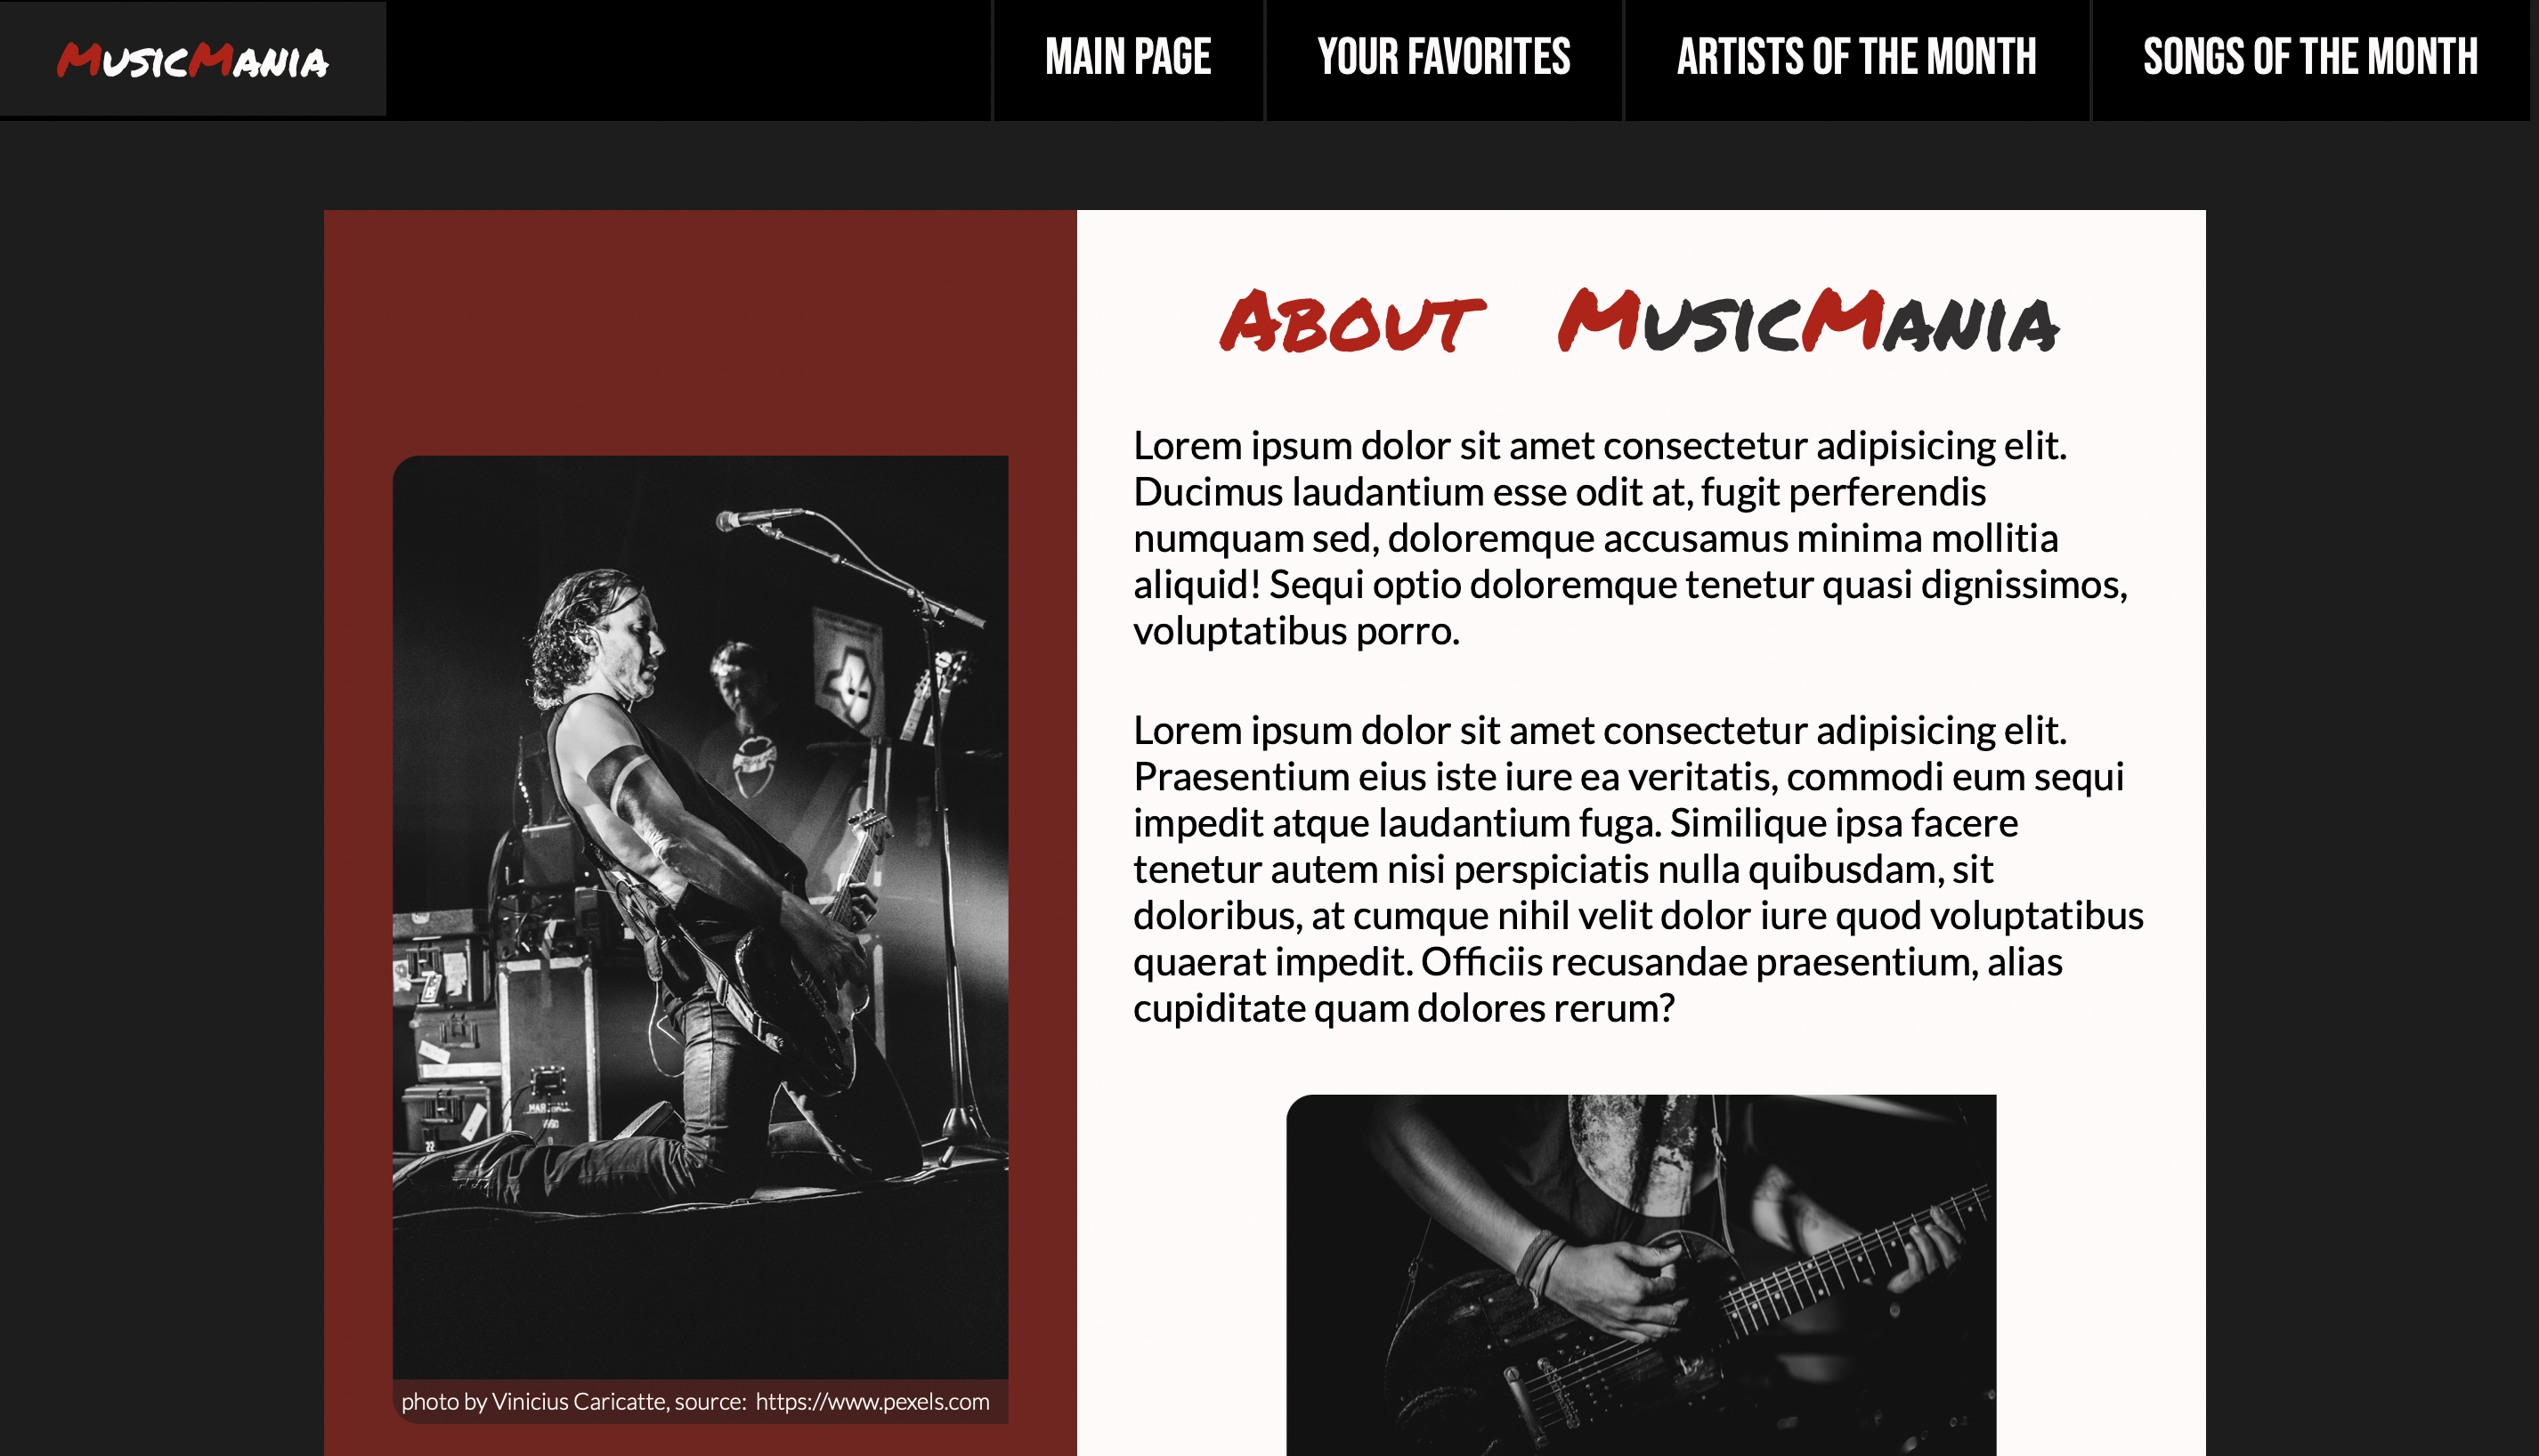 MusicMania
MAIN PAGE
YOUR FAVORITES
ARTISTS OF THE MONTH
SONGS OF THE MONTH
About MusicMania
Lorem ipsum dolor sit amet consectetur adipisicing elit.
Ducimus laudantium esse odit at, fugit perferendis
numquam sed, doloremque accusamus minima mollitia
aliquid! Sequi optio doloremque tenetur quasi dignissimos,
voluptatibus porro.
Lorem ipsum dolor sit amet consectetur adipisicing elit.
Praesentium eius iste iure ea veritatis, commodi eum sequi
impedit atque laudantium fuga. Similique ipsa facere
tenetur autem nisi perspiciatis nulla quibusdam, sit
doloribus, at cumque nihil velit dolor iure quod voluptatibus
quaerat impedit. Officiis recusandae praesentium, alias
cupiditate quam dolores rerum?
photo by Vinicius Caricatte, source: https://www.pexels.com